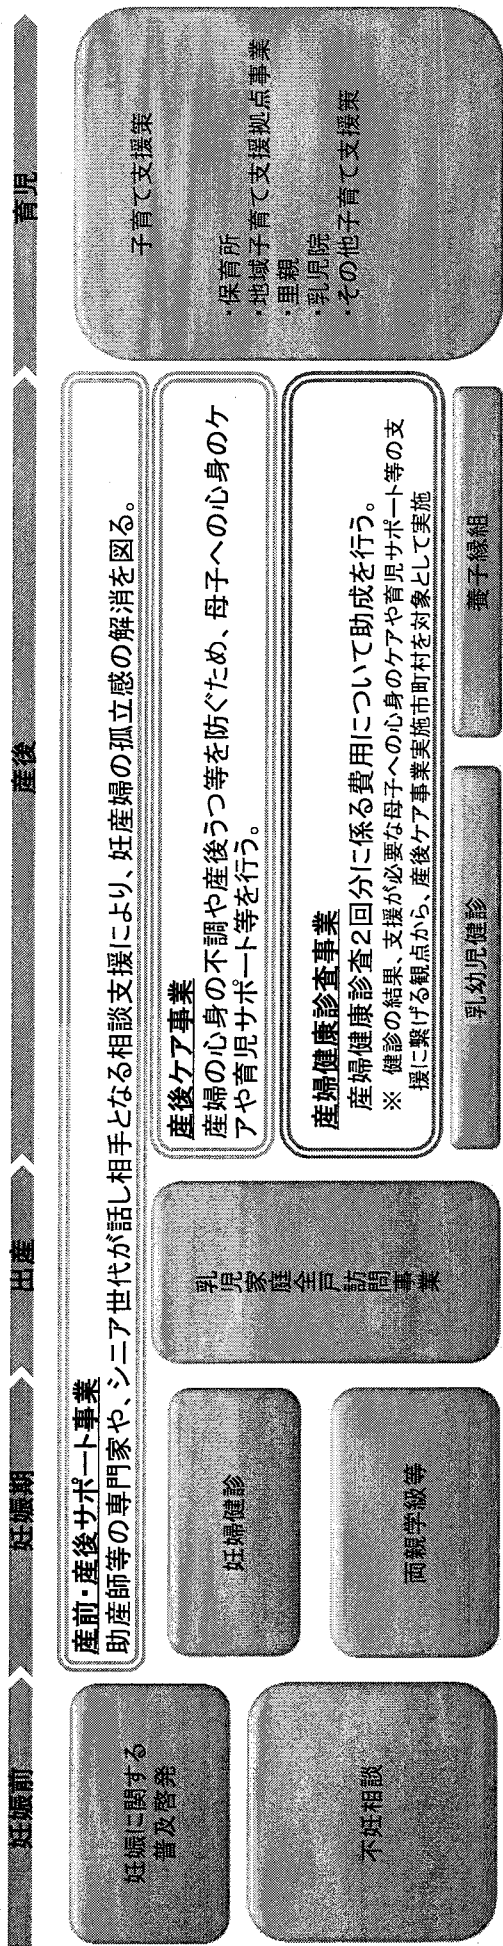 妊娠前
妊娠期
出産
産後
育児
妊娠に関する
普及啓発
不妊相談
産前・産後サポート事業
助産師等の専門家や、シニア世代が話し相手となる相談支援により、妊産婦の孤立感の解消を図る。
妊婦健診
両親学級等
乳児家庭全戸訪問事業
産後ケア事業
産婦の心身の不調や産後うつ等を防ぐため、母子への心身のケ
アや育児サポート等を行う。
産婦健康診査事業
産婦健康診査2回分に係る費用について助成を行う。
※ 健診の結果、支援が必要な母子への心身のケアや育児サポート等の支
援に繋げる観点から、産後ケア事業実施市町村を対象として実施
乳幼児健診
養子縁組
子育て支援策
・保育所
・地域子育て支援拠点事業
・里親
・乳児院
・その他子育て支援策